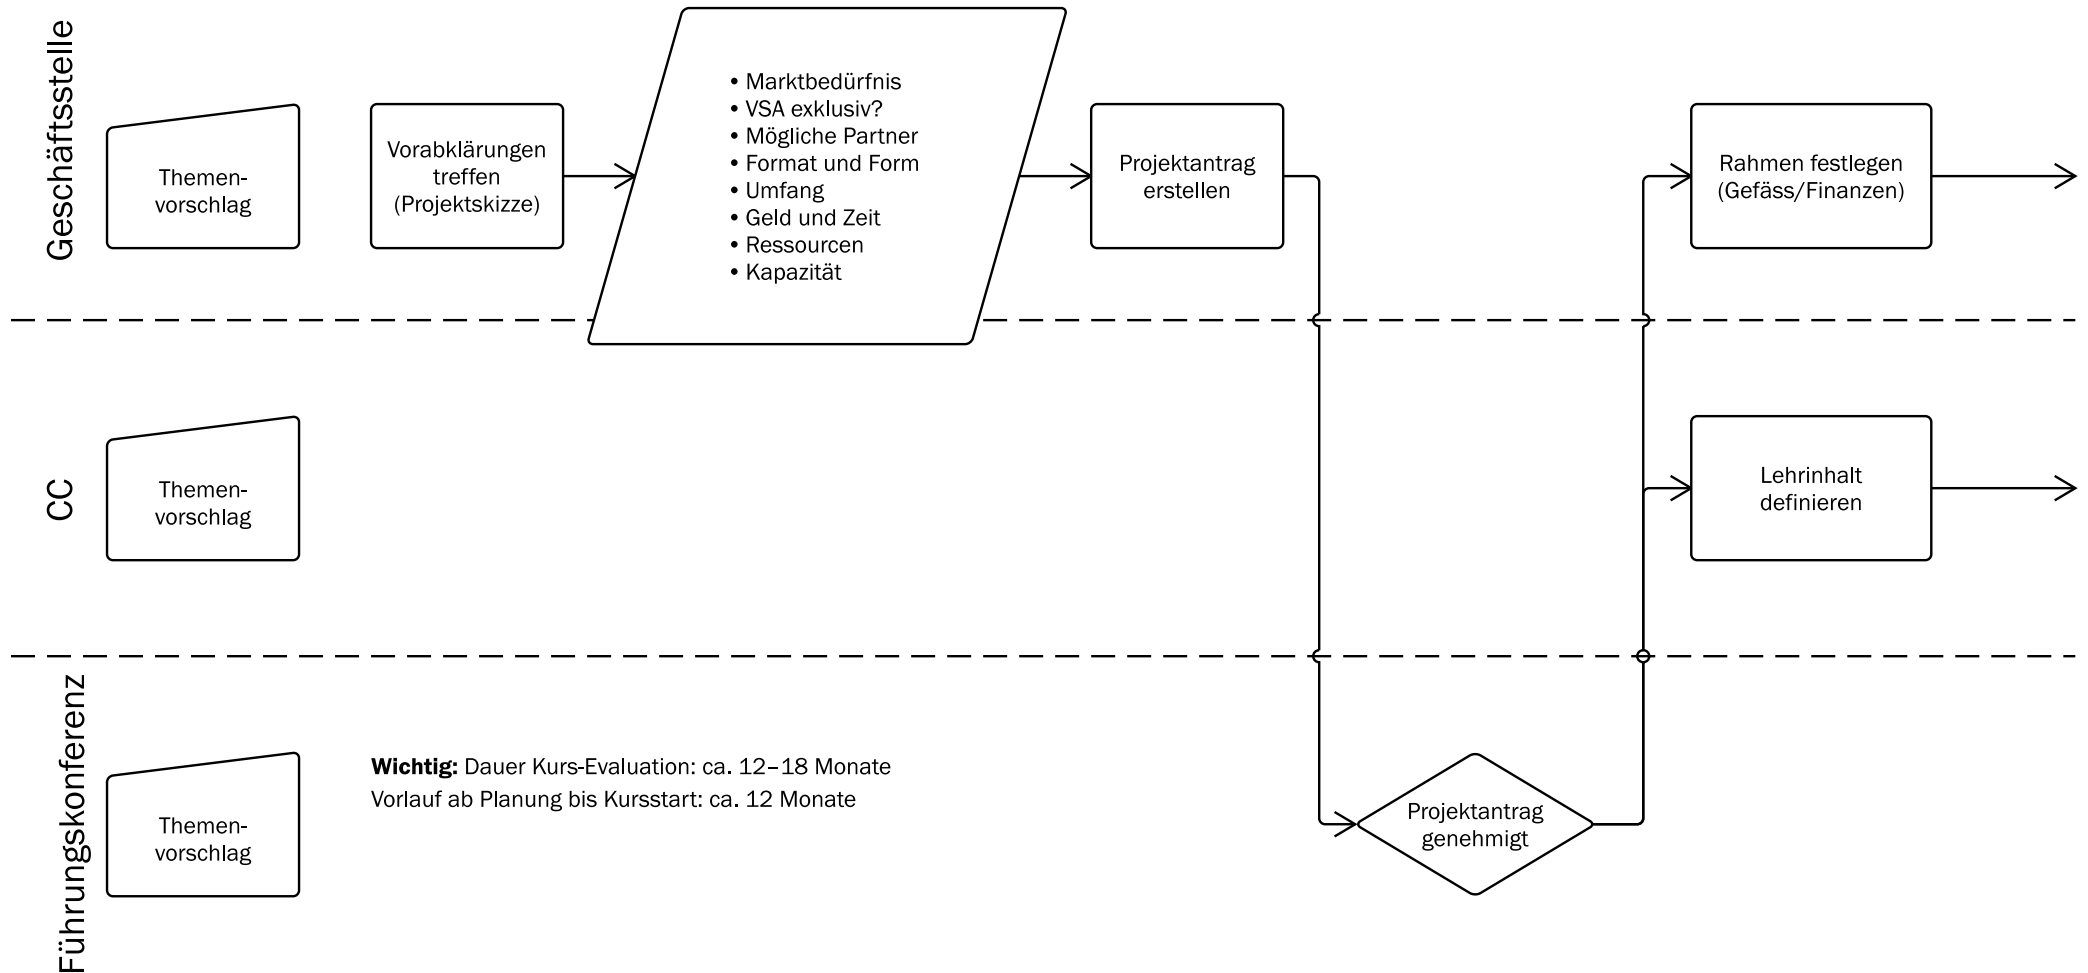 Geschäftsstelle
Themen-
vorschlag
Vorabklärungen
treffen
(Projektskizze)
• Marktbedürfnis
• VSA exklusiv?
• Mögliche Partner
• Format und Form
• Umfang
• Geld und Zeit
• Ressourcen
• Kapazität
Projektantrag
erstellen
Rahmen festlegen
(Gefäss/Finanzen)
CC
Themen-
vorschlag
Lehrinhalt
definieren
Führungskonferenz
Themen-
vorschlag
Wichtig: Dauer Kurs-Evaluation: ca. 12–18 Monate
Vorlauf ab Planung bis Kursstart: ca. 12 Monate
Projektantrag
genehmigt